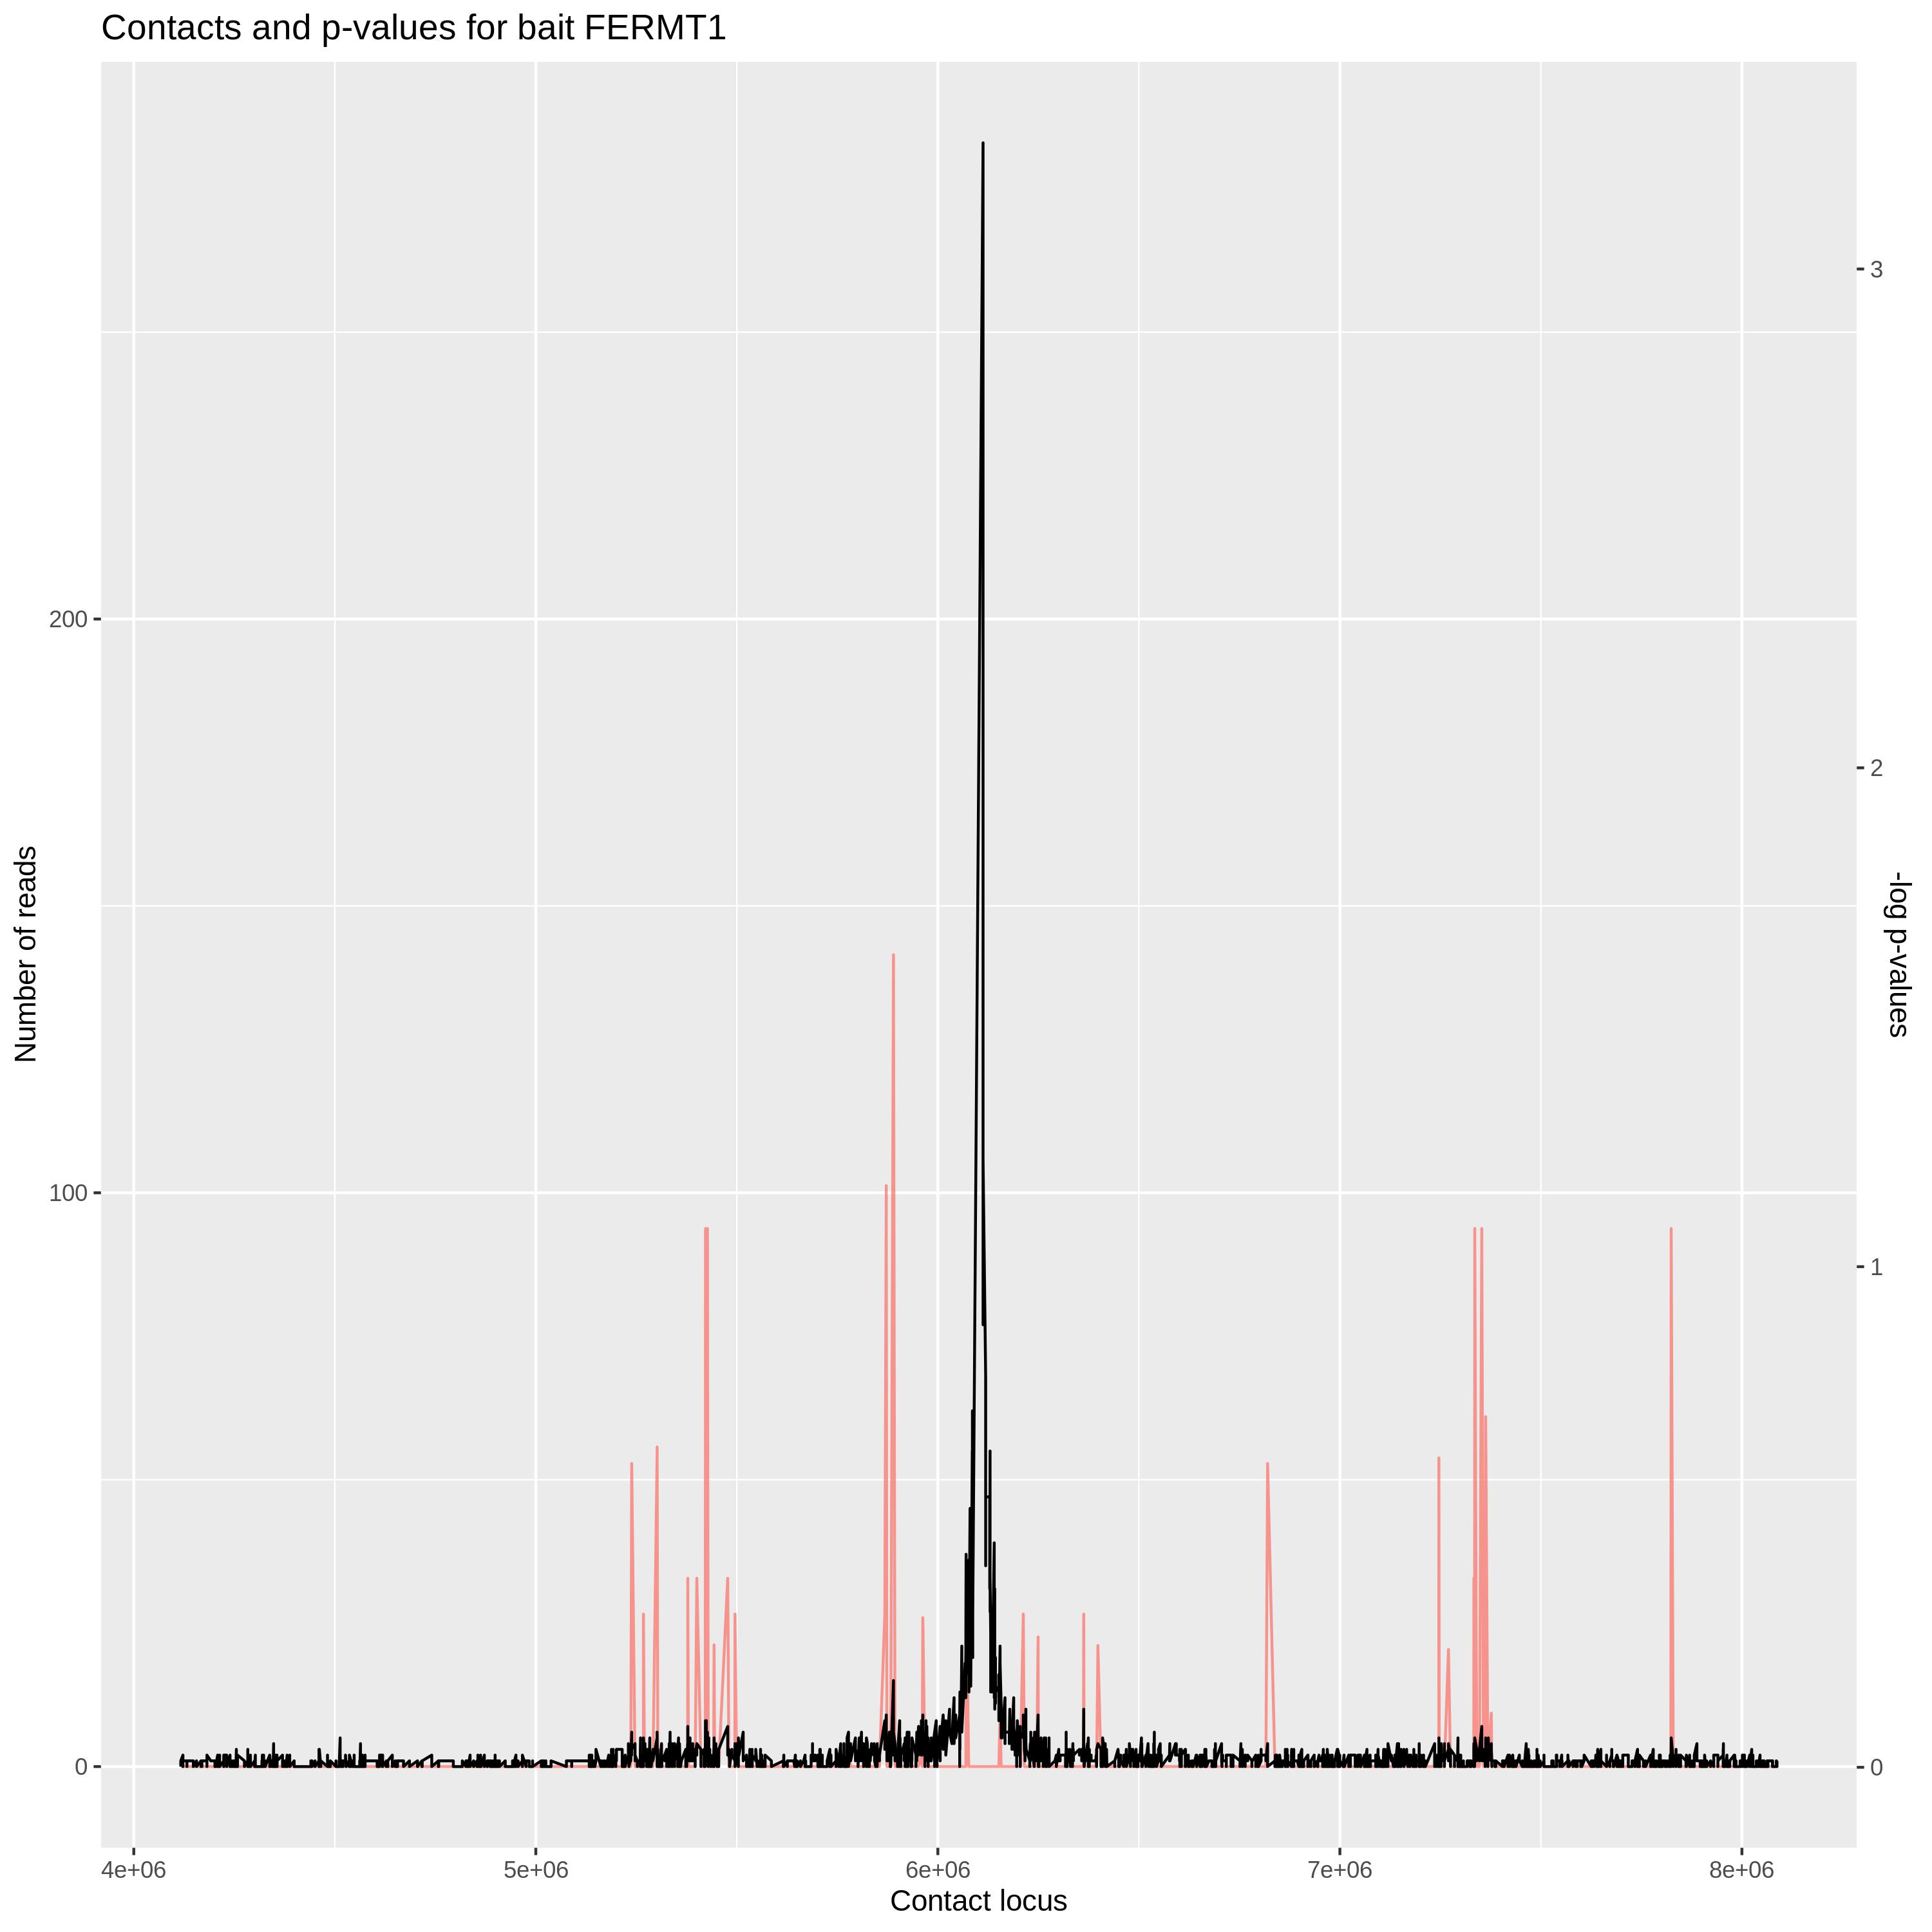 Contacts and p-values for bait FERMT1
Number of reads
200
100
0
3
2
1
0
-log p-values
4e+06 5e+06 6e+06 7e+06 8e+06
Contact locus